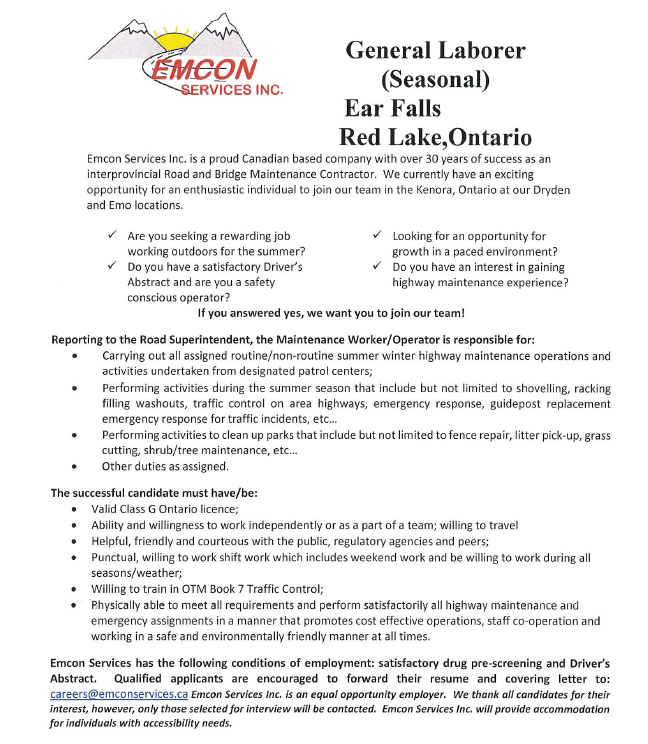 EMCON
SERVICES INC.
General Laborer
(Seasonal)
Ear Falls
Red Lake,Ontario
Emcon Services Inc. is a proud Canadian based company with over 30 years of success as an
interprovincial Road and Bridge Maintenance Contractor. We currently have an exciting
opportunity for an enthusiastic individual to join our team in the Kenora, Ontario at our Dryden
and Emo locations.
✓ Are you seeking a rewarding job
working outdoors for the summer?
✓ Do you have a satisfactory Driver's
Abstract and are you a safety
conscious operator?
✓ Looking for an opportunity for
growth in a paced environment?
✓ Do you have an interest in gaining
highway maintenance experience?
If you answered yes, we want you to join our team!
Reporting to the Road Superintendent, the Maintenance Worker/Operator is responsible for:
• Carrying out all assigned routine/non-routine summer winter highway maintenance operations and
activities undertaken from designated patrol centers;
• Performing activities during the summer season that include but not limited to shovelling, racking
filling washouts, traffic control on area highways, emergency response, guidepost replacement
emergency response for traffic incidents, etc...
• Performing activities to clean up parks that include but not limited to fence repair, litter pick-up, grass
cutting, shrub/tree maintenance, etc...
• Other duties as assigned.
The successful candidate must have/be:
• Valid Class G Ontario licence;
• Ability and willingness to work independently or as a part of a team; willing to travel
• Helpful, friendly and courteous with the public, regulatory agencies and peers;
• Punctual, willing to work shift work which includes weekend work and be willing to work during all
seasons/weather;
• Willing to train in OTM Book 7 Traffic Control;
• Physically able to meet all requirements and perform satisfactorily all highway maintenance and
emergency assignments in a manner that promotes cost effective operations, staff co-operation and
working in a safe and environmentally friendly manner at all times.
Emcon Services has the following conditions of employment: satisfactory drug pre-screening and Driver's
Abstract. Qualified applicants are encouraged to forward their resume and covering letter to:
careers@emconservices.ca Emcon Services Inc. is an equal opportunity employer. We thank all candidates for their
interest, however, only those selected for interview will be contacted. Emcon Services Inc. will provide accommodation
for individuals with accessibility needs.